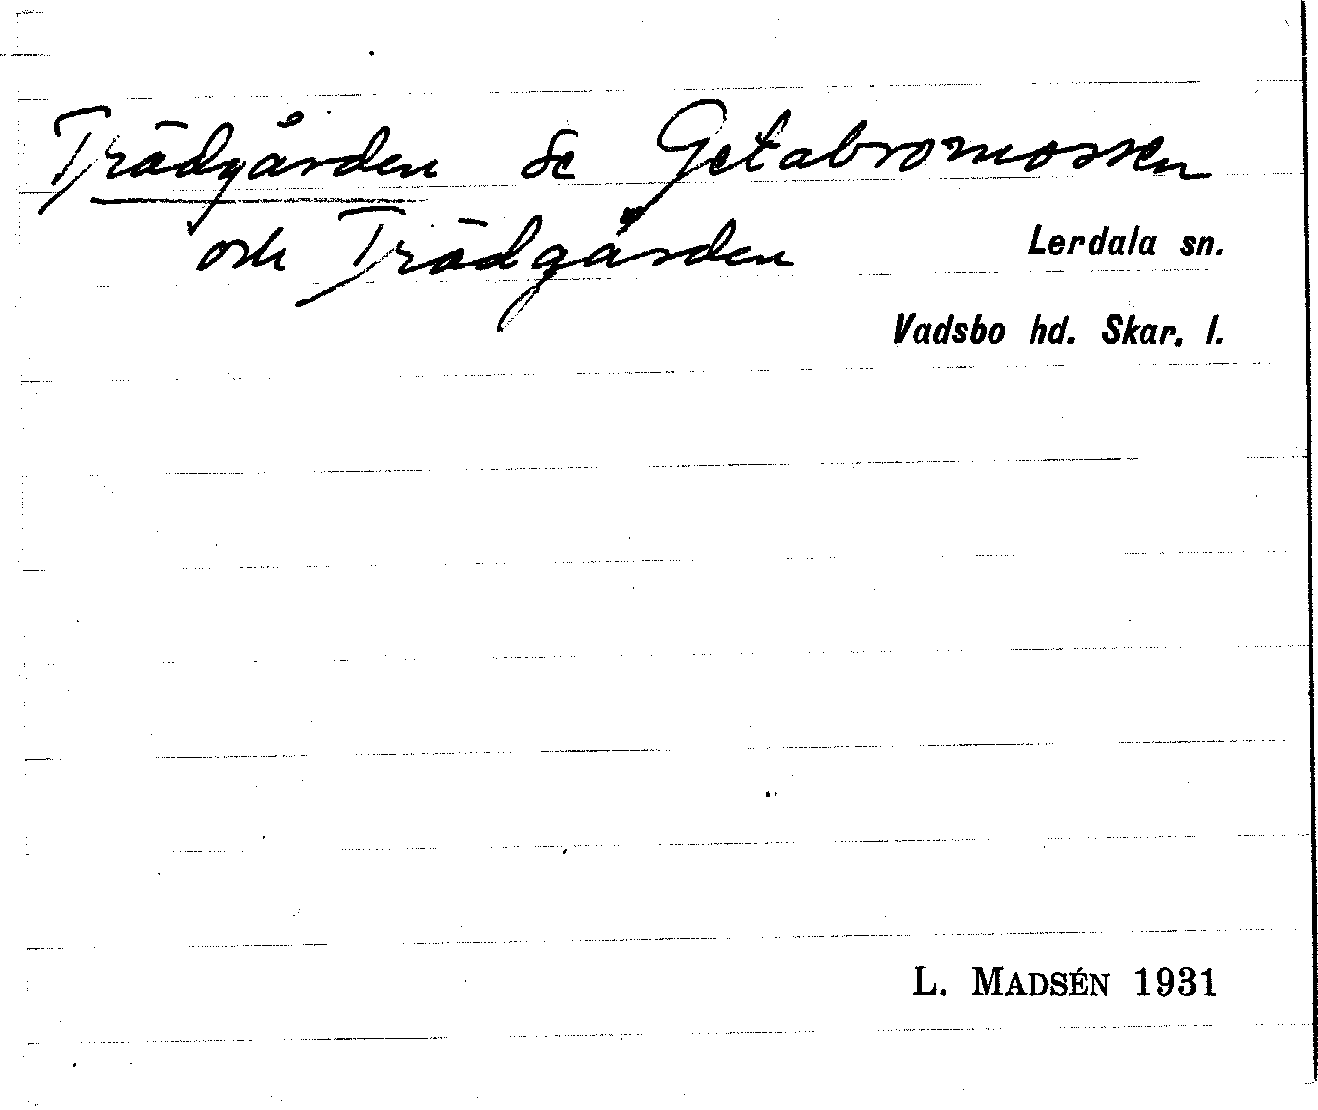 Trädgården Se Getabromossen
och Trädgården
Lerdala sn.
Vadsbo hd. Skar. l.
L. MADSÉN 1931